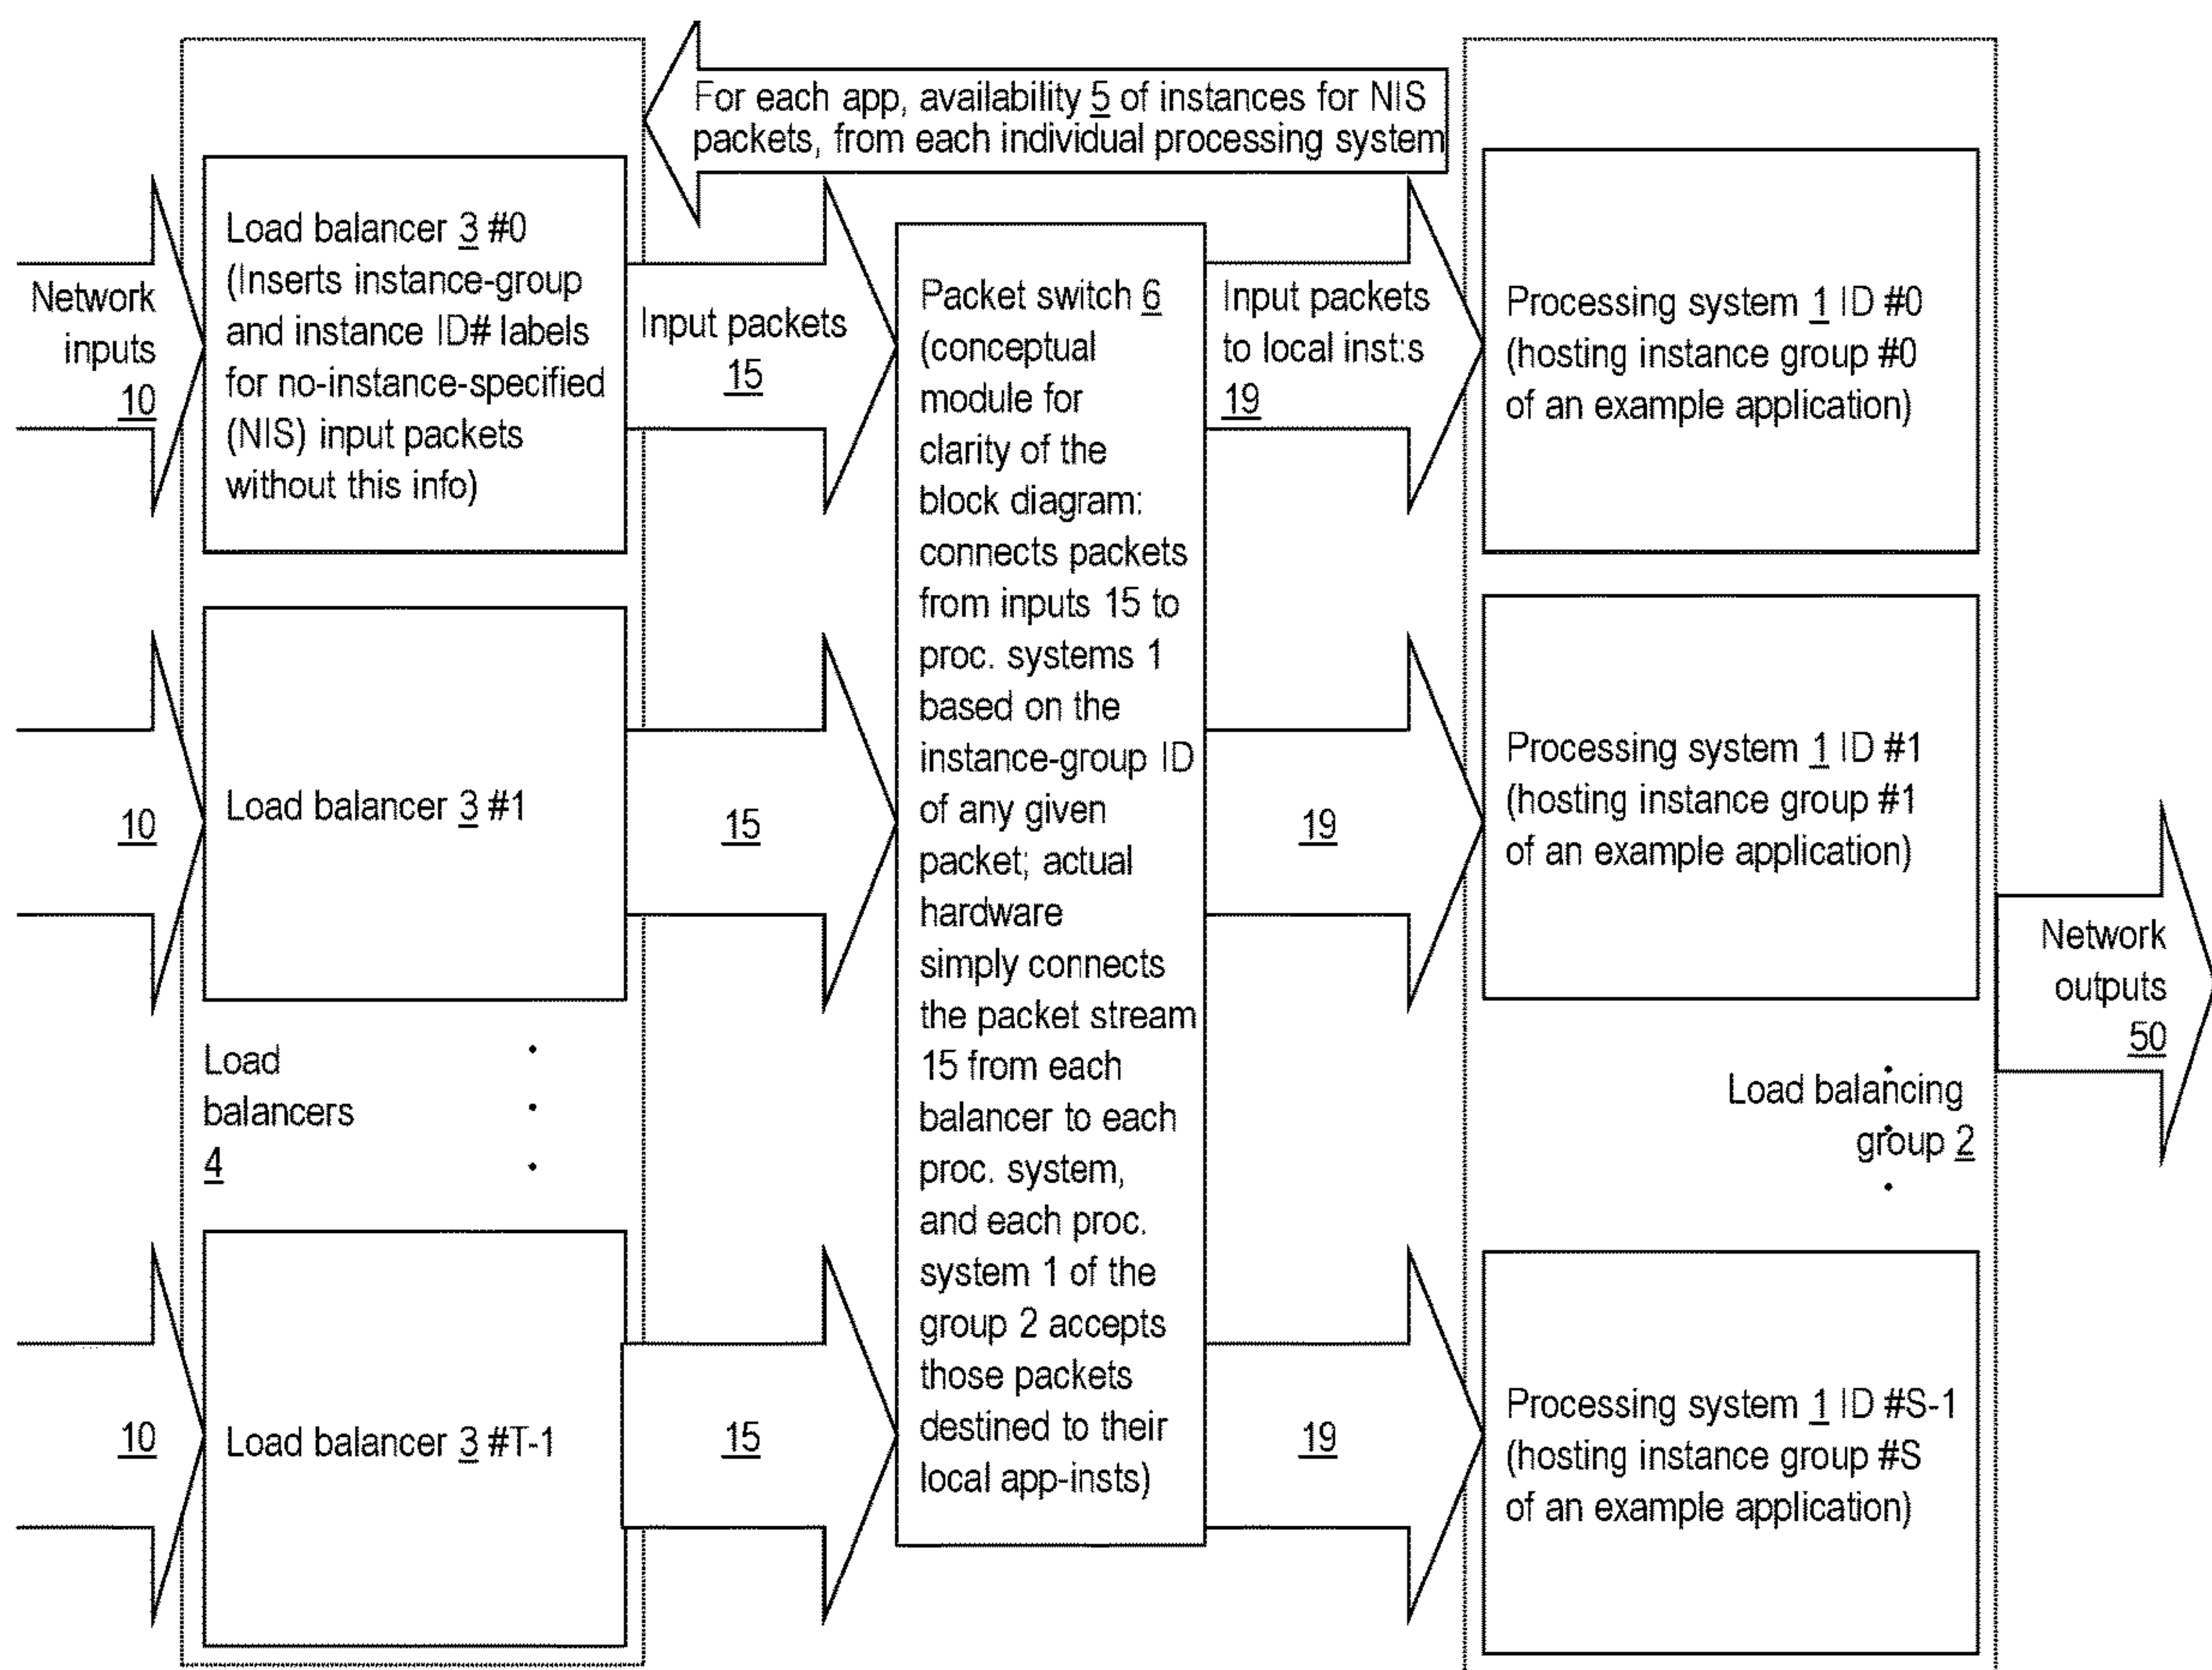 For each app, availability 5 of instances for NIS
packets, from each individual processing system
Network
inputs
10
Load balancer 3 #0
(Inserts instance-group
and instance ID# labels
for no-instance-specified
(NIS) input packets
without this info)
Input packets
15
Packet switch 6
(conceptual
module for
clarity of the
block diagram:
connects packets
from inputs 15 to
proc. systems 1
based on the
instance-group ID
of any given
packet; actual
hardware
simply connects
the packet stream
15 from each
balancer to each
proc. system,
and each proc.
system 1 of the
group 2 accepts
those packets
destined to their
local app-insts)
Input packets
to local inst:s
19
Processing system 1 ID #0
(hosting instance group #0
of an example application)
10
Load balancer 3 #1
15
19
Processing system 1 ID #1
(hosting instance group #1
of an example application)
Network
outputs
50
Load
balancers
4
Load balancing
group 2
10
Load balancer 3 #T-1
15
19
Processing system 1 ID #S-1
(hosting instance group #S
of an example application)